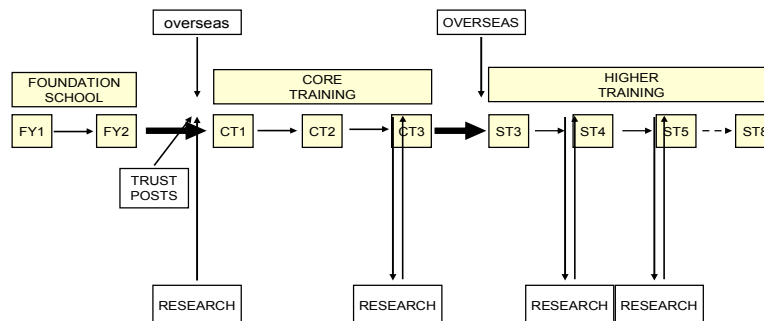 overseas
OVERSEAS
FOUNDATION
SCHOOL
CORE
TRAINING
HIGHER
TRAINING
FY1
FY2
CT1
CT2
CT3
ST3
ST4
ST5
ST8
TRUST
POSTS
RESEARCH
RESEARCH
RESEARCH
RESEARCH